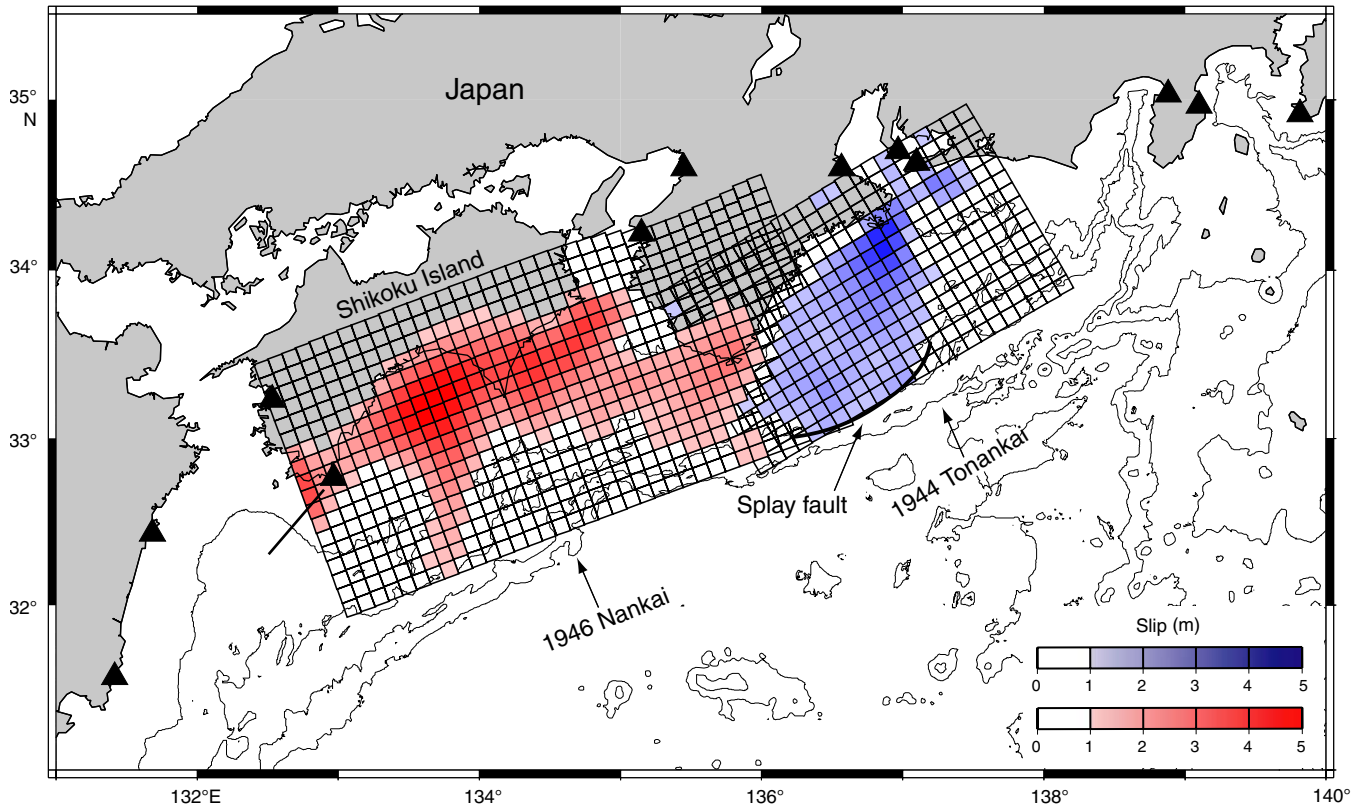 Japan
35°
N
34°
33°
32°
Shikoku Island
Splay fault
1944 Tonankai
1946 Nankai
Slip (m)
0 1 2 3 4 5
0 1 2 3 4 5
132°E 134° 136° 138° 140°